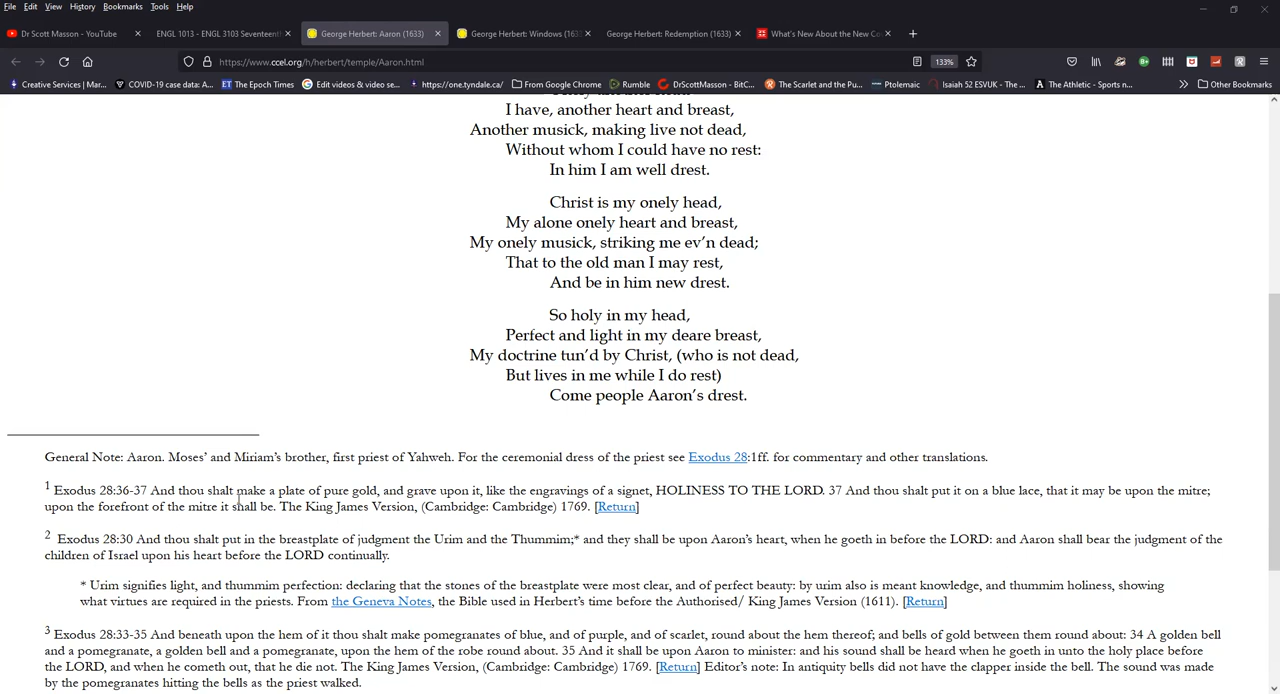 File Edit View History Bookmarks Tools Help
Dr Scott Masson - YouTube ENGL 1013 - ENGL 3103 Seventeenth George Herbert: Aaron (1633) George Herbert: Windows (163 George Herbert: Redemption (1633) What's New About the New Co
https://www.ccel.org/h/herbert/temple/Aaron.html 133%
Creative Services | Mar... COVID-19 case data: A... ET The Epoch Times Edit videos & video se... https://one.tyndale.ca/ From Google Chrome Rumble DrScottMasson - BitC... The Scarlet and the Pu... Ptolemaic Isaiah 52 ESVUK - The ... A The Athletic - Sports n... Other Bookmarks
I have, another heart and breast,
Another musick, making live not dead,
Without whom I could have no rest:
In him I am well drest.
Christ is my onely head,
My alone onely heart and breast,
My onely musick, striking me ev'n dead;
That to the old man I may rest,
And be in him new drest.
So holy in my head,
Perfect and light in my deare breast,
My doctrine tun'd by Christ, (who is not dead,
But lives in me while I do rest)
Come people Aaron's drest.
General Note: Aaron. Moses' and Miriam's brother, first priest of Yahweh. For the ceremonial dress of the priest see Exodus 28:1ff. for commentary and other translations.
1 Exodus 28:36-37 And thou shalt make a plate of pure gold, and grave upon it, like the engravings of a signet, HOLINESS TO THE LORD. 37 And thou shalt put it on a blue lace, that it may be upon the mitre;
upon the forefront of the mitre it shall be. The King James Version, (Cambridge: Cambridge) 1769. [Return]
2 Exodus 28:30 And thou shalt put in the breastplate of judgment the Urim and the Thummim;* and they shall be upon Aaron's heart, when he goeth in before the LORD: and Aaron shall bear the judgment of the
children of Israel upon his heart before the LORD continually.
* Urim signifies light, and thummim perfection: declaring that the stones of the breastplate were most clear, and of perfect beauty: by urim also is meant knowledge, and thummim holiness, showing
what virtues are required in the priests. From the Geneva Notes, the Bible used in Herbert's time before the Authorised/ King James Version (1611). [Return]
3 Exodus 28:33-35 And beneath upon the hem of it thou shalt make pomegranates of blue, and of purple, and of scarlet, round about the hem thereof; and bells of gold between them round about: 34 A golden bell
and a pomegranate, a golden bell and a pomegranate, upon the hem of the robe round about. 35 And it shall be upon Aaron to minister: and his sound shall be heard when he goeth in unto the holy place before
the LORD, and when he cometh out, that he die not. The King James Version, (Cambridge: Cambridge) 1769. [Return] Editor's note: In antiquity bells did not have the clapper inside the bell. The sound was made
by the pomegranates hitting the bells as the priest walked.